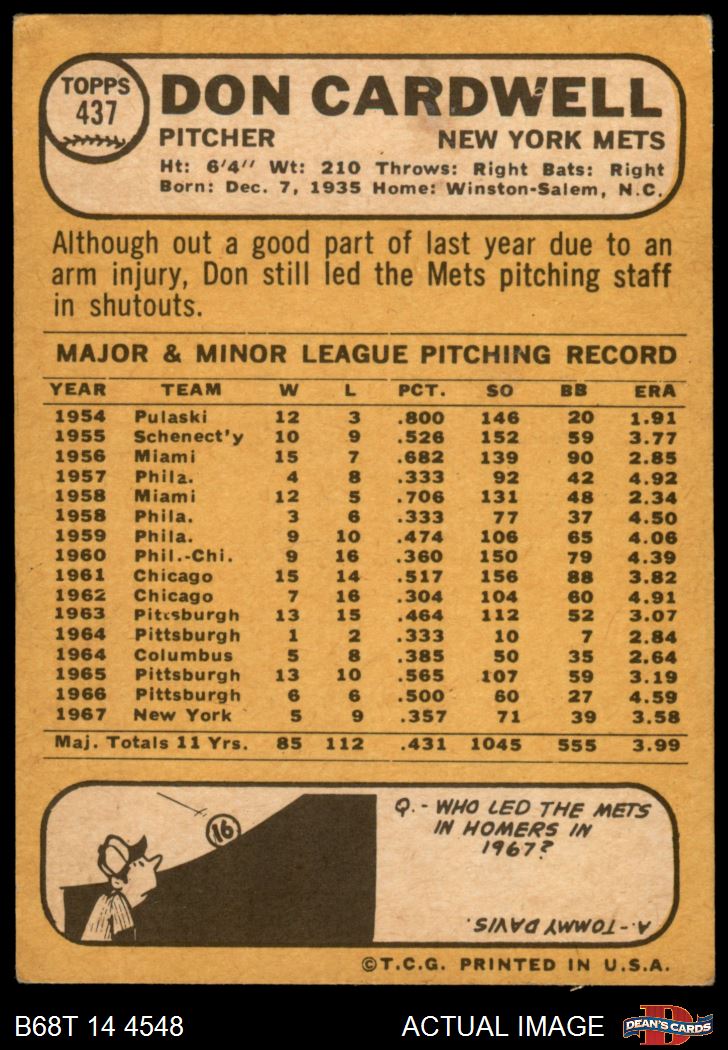 TOPPS
437
DON CARDWELL
PITCHER NEW YORK METS
Ht: 6'4" Wt: 210 Throws: Right Bats: Right
Born: Dec. 7, 1935 Home: Winston-Salem, N.C.
Although out a good part of last year due to an
arm injury, Don still led the Mets pitching staff
in shutouts.
MAJOR & MINOR LEAGUE PITCHING RECORD
YEAR TEAM W L PCT. SO BB ERA
1954 Pulaski 12 3 .800 146 20 1.91
1955 Schenect'y 10 9 .526 152 59 3.77
1956 Miami 15 7 .682 139 90 2.85
1957 Phila. 4 8 .333 92 42 4.92
1958 Miami 12 5 .706 131 48 2.34
1958 Phila. 3 6 .333 77 37 4.50
1959 Phila. 9 10 .474 106 65 4.06
1960 Phil.-Chi. 9 16 .360 150 79 4.39
1961 Chicago 15 14 .517 156 88 3.82
1962 Chicago 7 16 .304 104 60 4.91
1963 Pittsburgh 13 15 .464 112 52 3.07
1964 Pittsburgh 1 2 .333 10 7 2.84
1964 Columbus 5 8 .385 50 35 2.64
1965 Pittsburgh 13 10 .565 107 59 3.19
1966 Pittsburgh 6 6 .500 60 27 4.59
1967 New York 5 9 .357 71 39 3.58
Maj. Totals 11 Yrs. 85 112 .431 1045 555 3.99
16
Q.- WHO LED THE METS
IN HOMERS IN
1967?
A.-TOMMY DAVIS.
©T.C.G. PRINTED IN U.S.A.
B68T 14 4548 ACTUAL IMAGE
D
DEAN'S CARDS